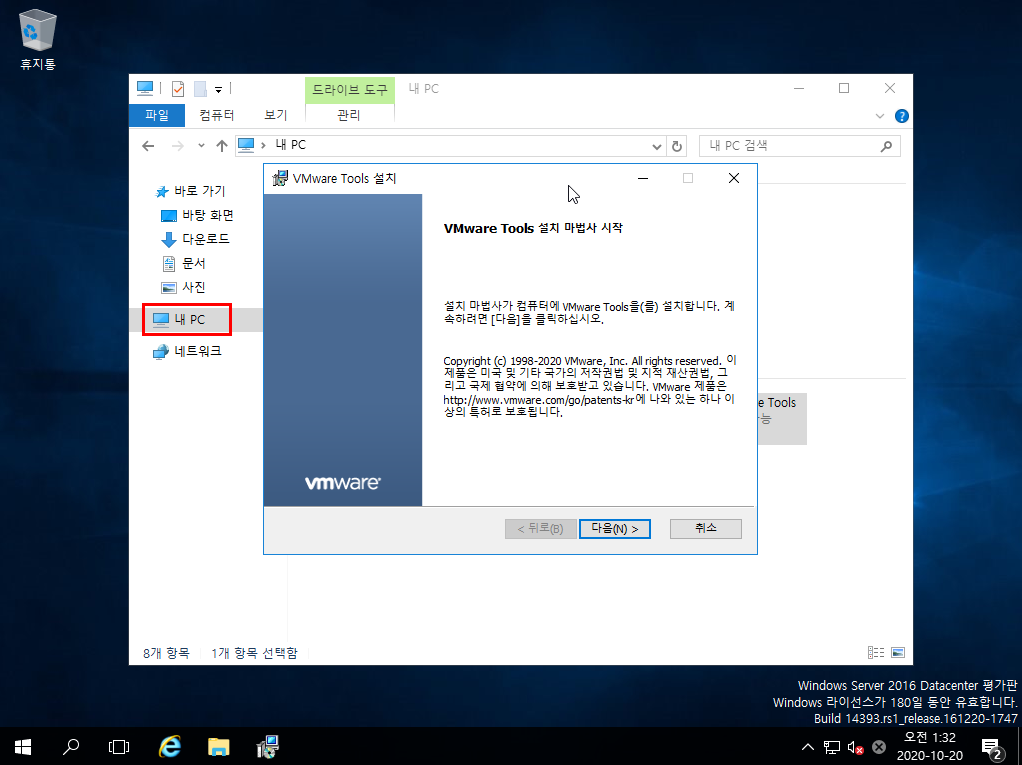 휴지통
드라이브 도구
내 PC
파일
컴퓨터
보기
관리
내 PC
내 PC 검색
VMware Tools 설치
바로 가기
바탕 화면
다운로드
문서
사진
내 PC
네트워크
VMware Tools 설치 마법사 시작
설치 마법사가 컴퓨터에 VMware Tools을(를) 설치합니다. 계
속하려면 [다음]을 클릭하십시오.
Copyright (c) 1998-2020 VMware, Inc. All rights reserved. 이
제품은 미국 및 기타 국가의 저작권법 및 지적 재산권법, 그
리고 국제 협약에 의해 보호받고 있습니다. VMware 제품은
http://www.vmware.com/go/patents-kr에 나와 있는 하나 이
상의 특허로 보호됩니다.
e Tools
능
vmware
< 뒤로(B)
다음(N) >
취소
8개 항목
1개 항목 선택함
Windows Server 2016 Datacenter 평가판
Windows 라이선스가 180일 동안 유효합니다.
Build 14393.rs1_release.161220-1747
오전 1:32
2020-10-20
2